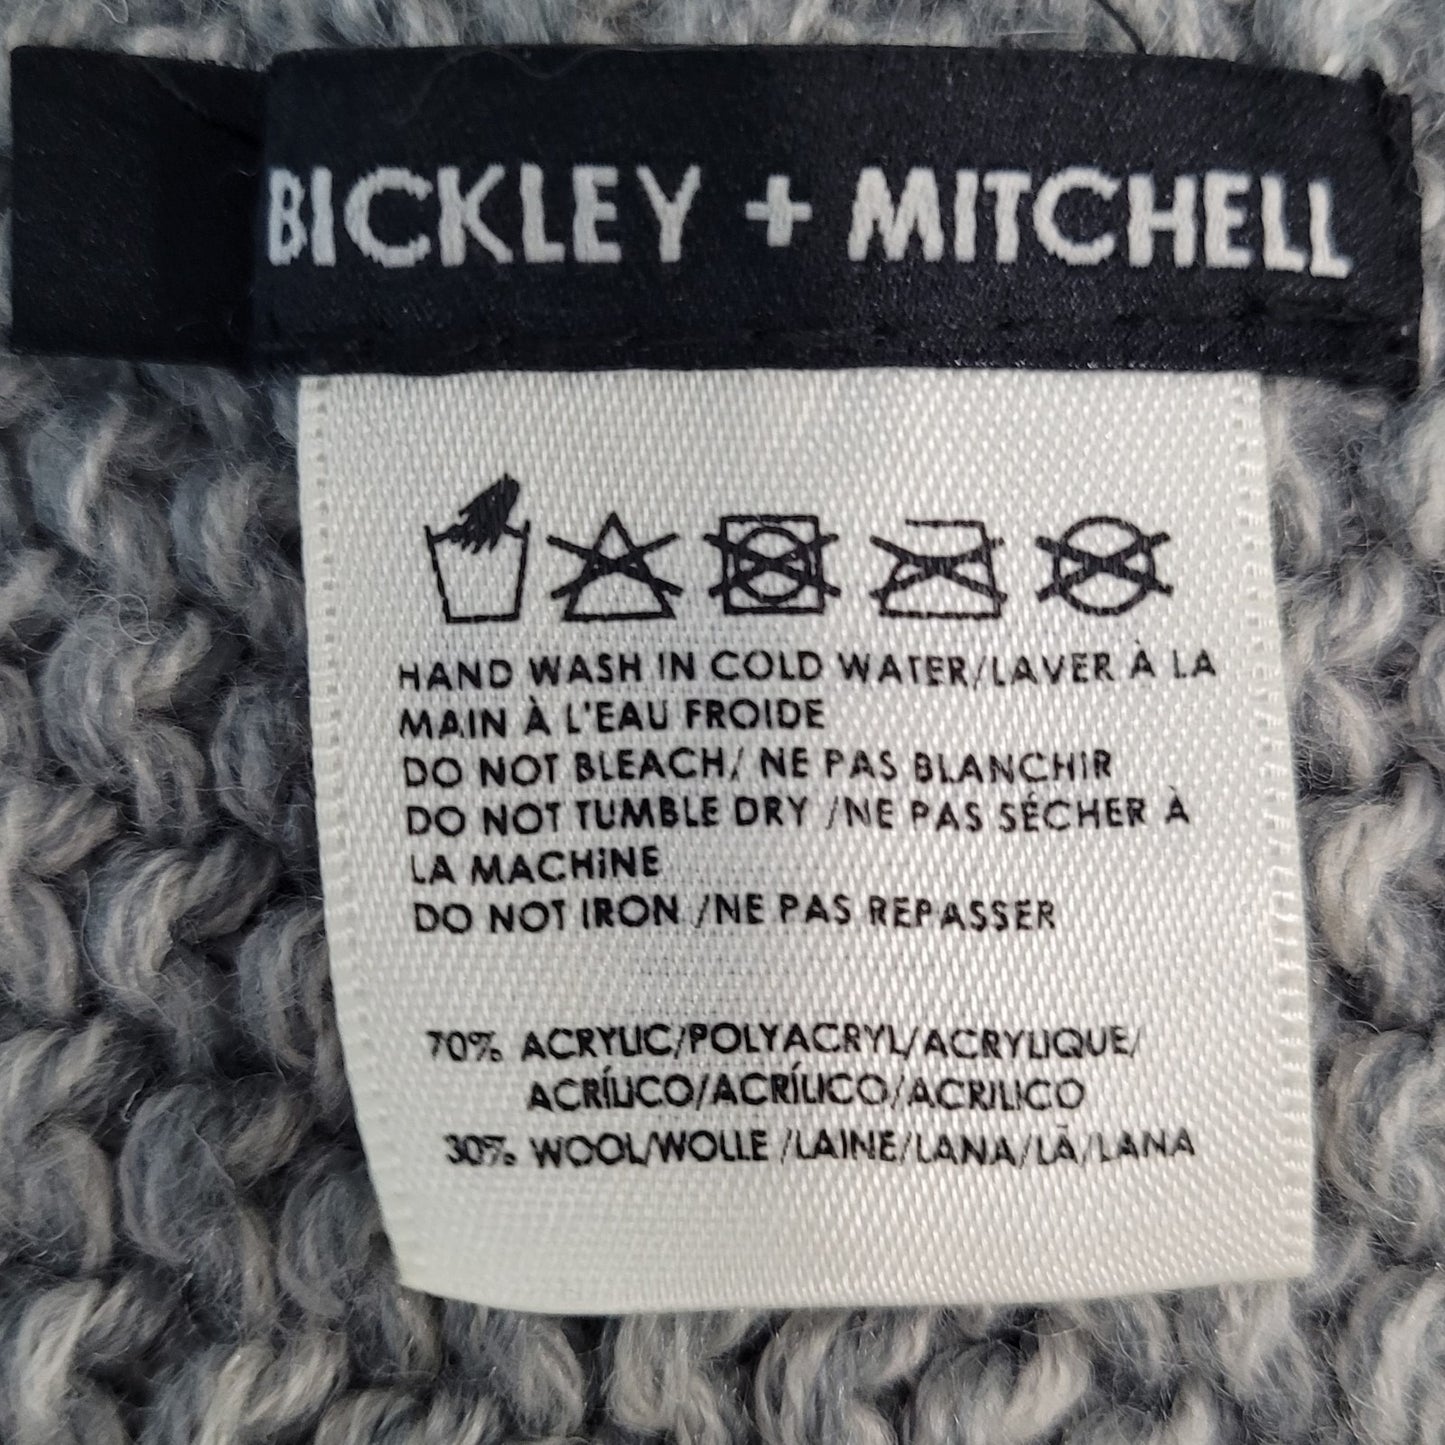 BICKLEY + MITCHELL
HAND WASH IN COLD WATER/LAVER À LA
MAIN À L'EAU FROIDE
DO NOT BLEACH/ NE PAS BLANCHIR
DO NOT TUMBLE DRY /NE PAS SÉCHER À
LA MACHiNE
DO NOT IRON /NE PAS REPASSER
70% ACRYLIC/POLYACRYL/ACRYLIQUE/
ACRÍLICO/ACRÍLICO/ACRILICO
30% WOOL/WOLLE /LAINE/LANA/LÃ/LANA